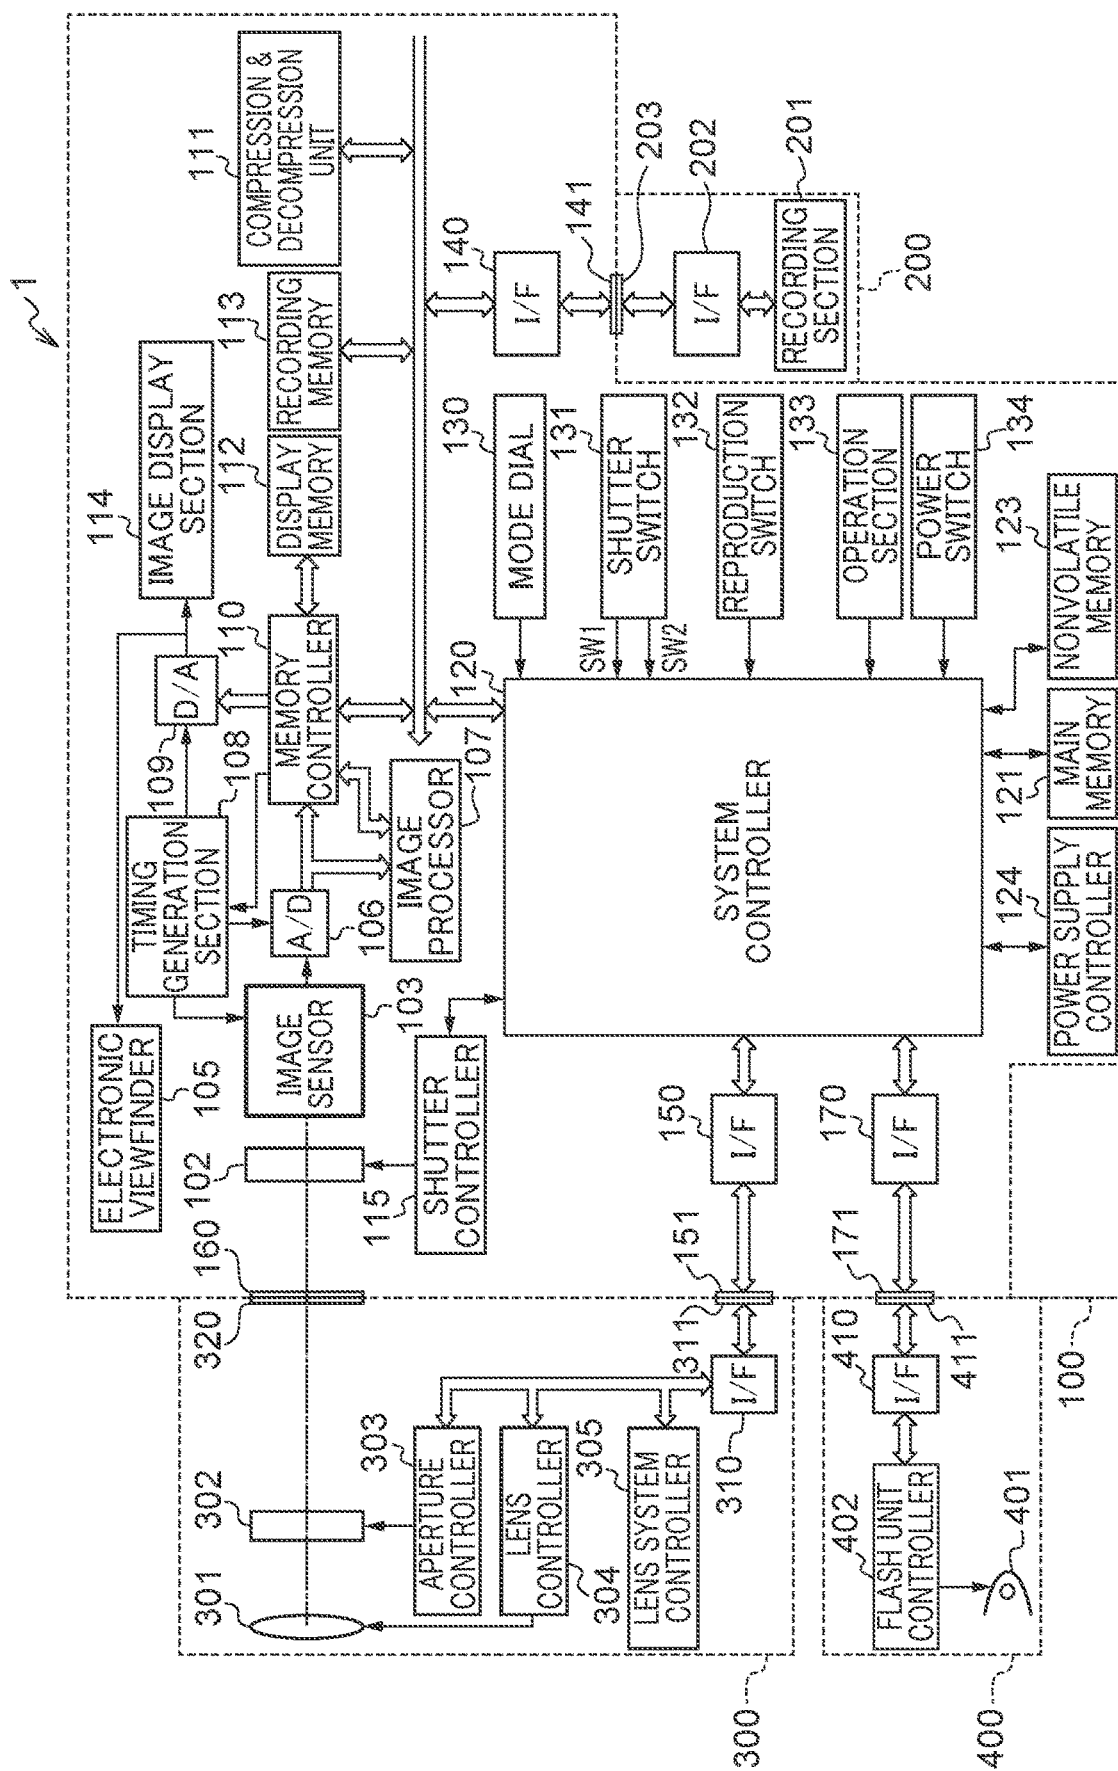 1
114
IMAGE DISPLAY
SECTION
111
COMPRESSION &
DECOMPRESSION
UNIT
113
RECORDING
MEMORY
112
DISPLAY
MEMORY
110
MEMORY
CONTROLLER
109
D/A
108
TIMING
GENERATION
SECTION
A/D
106
IMAGE
PROCESSOR
107
ELECTRONIC
VIEWFINDER
105
IMAGE
SENSOR
103
102
115
SHUTTER
CONTROLLER
160
320
301
302
303
APERTURE
CONTROLLER
LENS
CONTROLLER
304
305
LENS SYSTEM
CONTROLLER
I/F
310
311
151
150
I/F
300
120
SYSTEM
CONTROLLER
130
MODE DIAL
131
SHUTTER
SWITCH
SW1
SW2
132
REPRODUCTION
SWITCH
133
OPERATION
SECTION
POWER
SWITCH
134
140
I/F
141
203
202
I/F
201
RECORDING
SECTION
200
123
NONVOLATILE
MEMORY
121
MAIN
MEMORY
124
POWER SUPPLY
CONTROLLER
170
I/F
171
411
410
I/F
402
FLASH UNIT
CONTROLLER
401
400
100